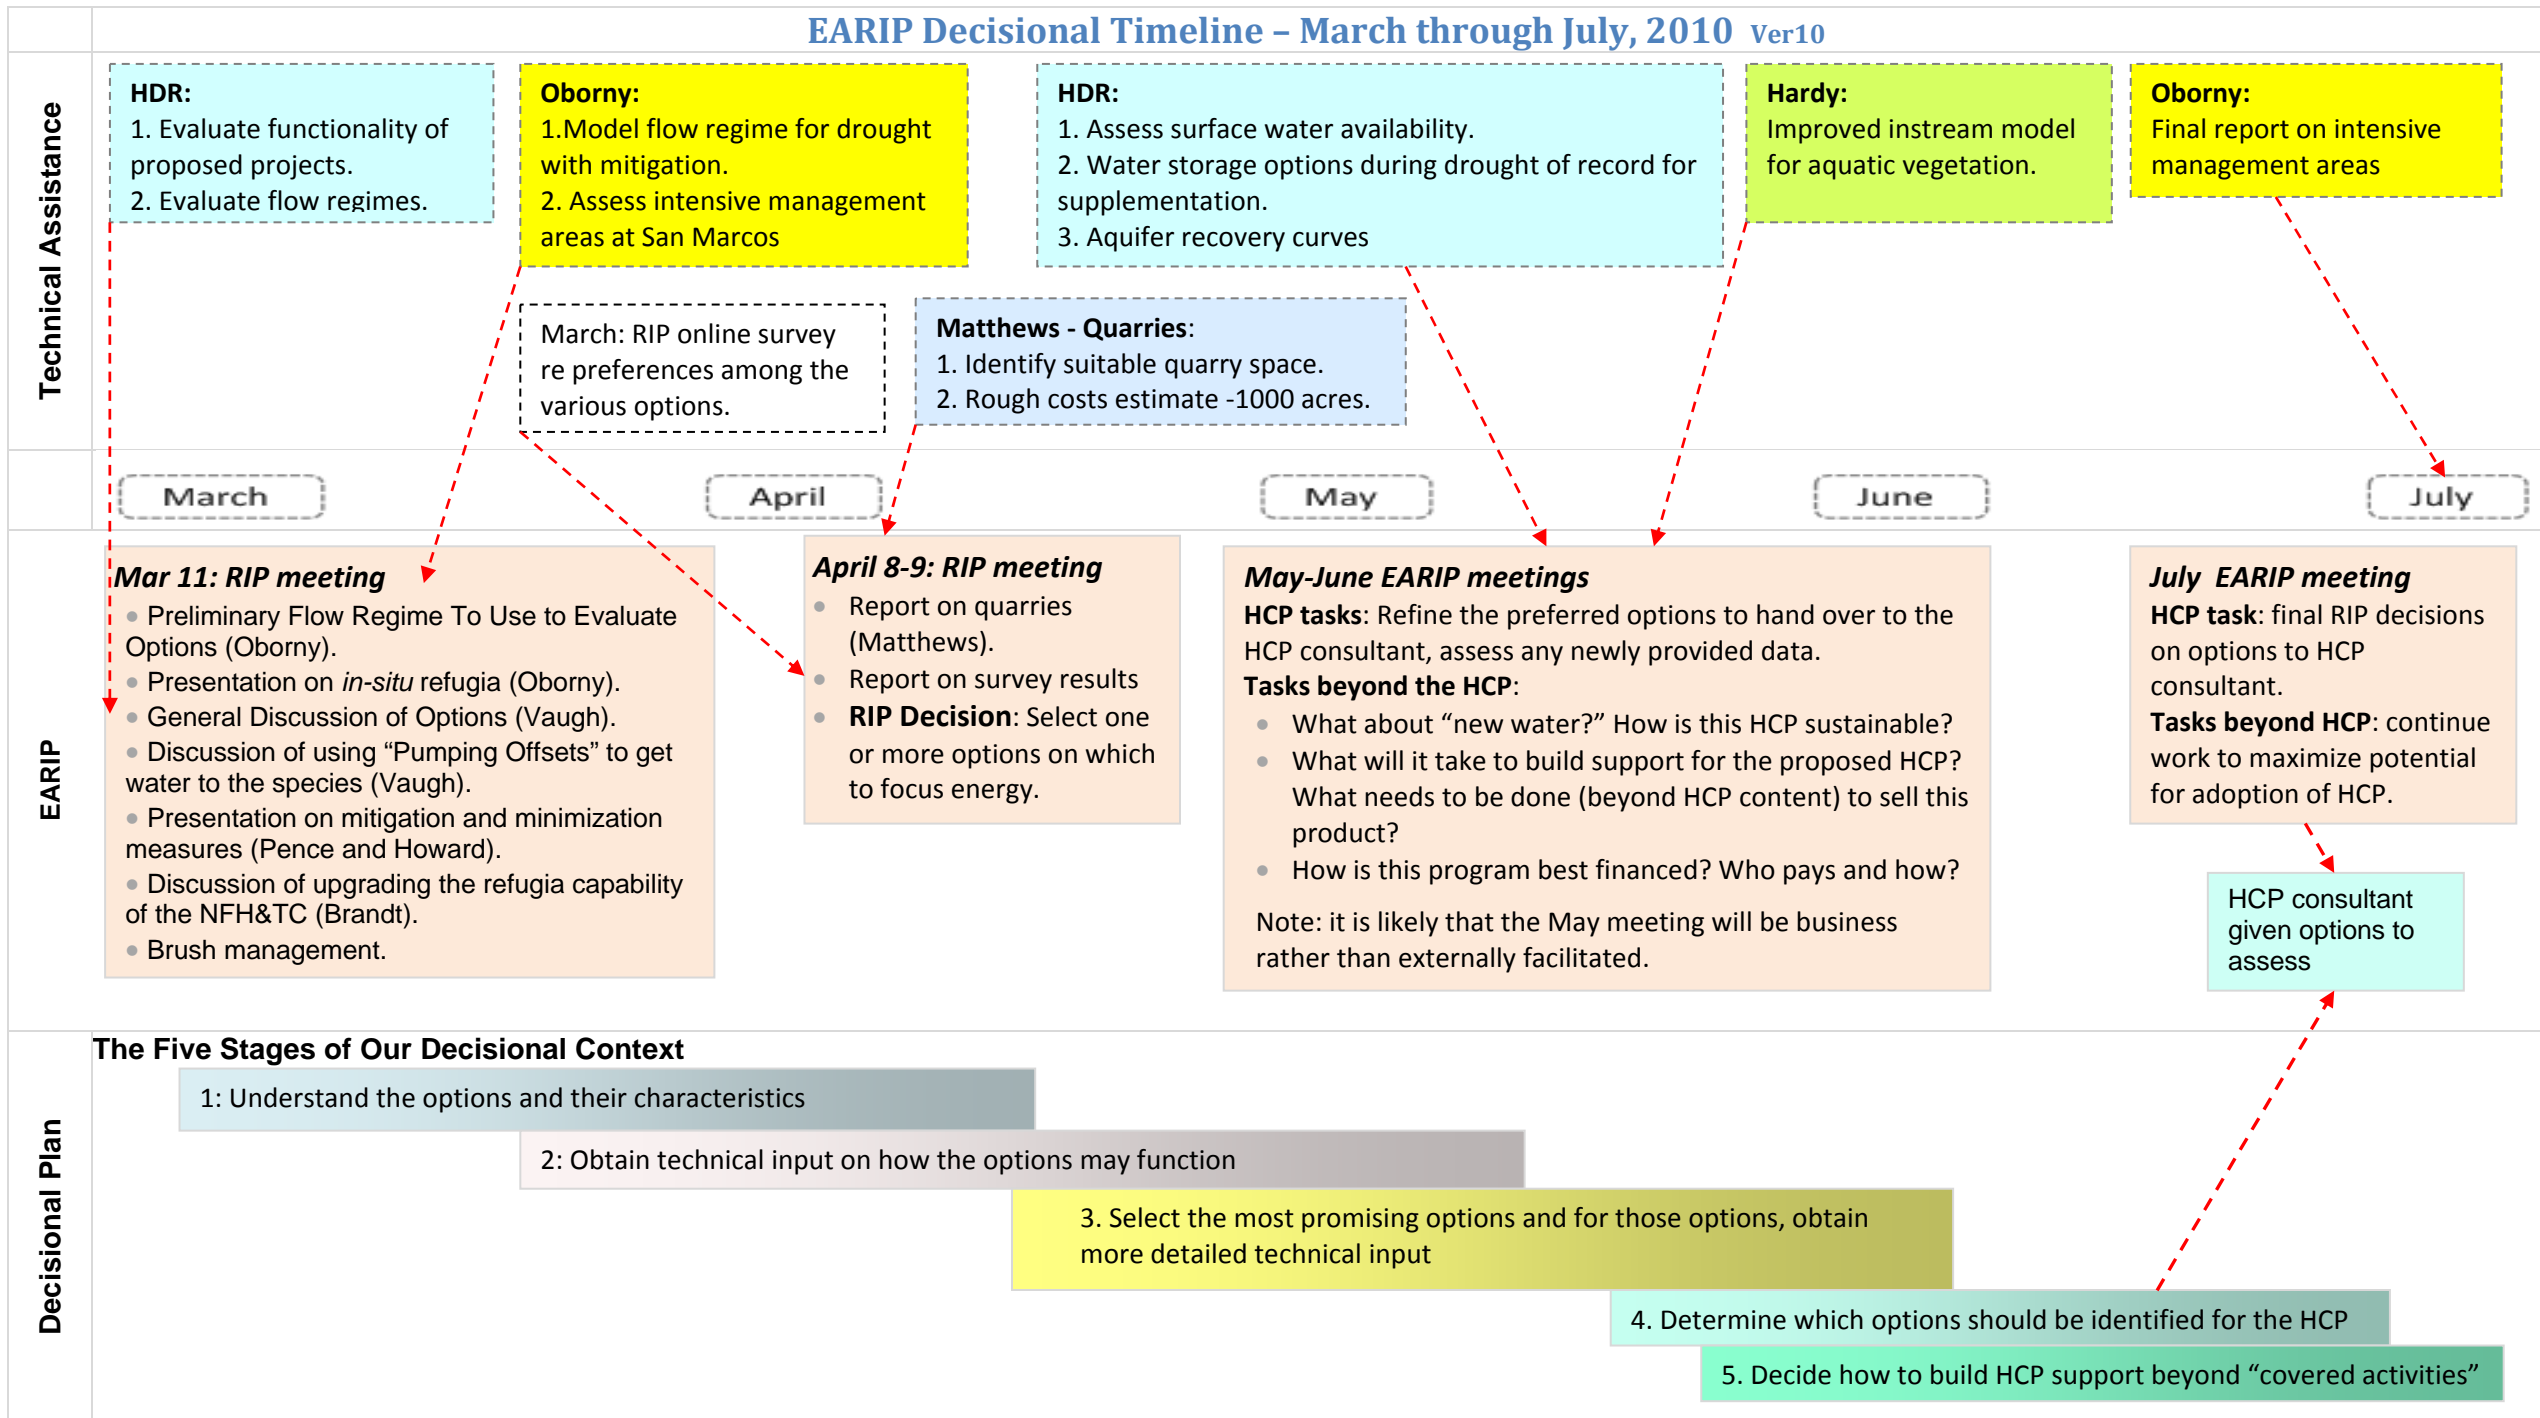 EARIP Decisional Timeline – March through July, 2010 Ver10
Technical Assistance
HDR:
1. Evaluate functionality of
proposed projects.
2. Evaluate flow regimes.
Oborny:
1.Model flow regime for drought
with mitigation.
2. Assess intensive management
areas at San Marcos
HDR:
1. Assess surface water availability.
2. Water storage options during drought of record for
supplementation.
3. Aquifer recovery curves
Hardy:
Improved instream model
for aquatic vegetation.
Oborny:
Final report on intensive
management areas
March: RIP online survey
re preferences among the
various options.
Matthews - Quarries:
1. Identify suitable quarry space.
2. Rough costs estimate -1000 acres.
March
April
May
June
July
EARIP
Mar 11: RIP meeting
• Preliminary Flow Regime To Use to Evaluate
Options (Oborny).
• Presentation on in-situ refugia (Oborny).
• General Discussion of Options (Vaugh).
• Discussion of using “Pumping Offsets” to get
water to the species (Vaugh).
• Presentation on mitigation and minimization
measures (Pence and Howard).
• Discussion of upgrading the refugia capability
of the NFH&TC (Brandt).
• Brush management.
April 8-9: RIP meeting
• Report on quarries
(Matthews).
• Report on survey results
• RIP Decision: Select one
or more options on which
to focus energy.
May-June EARIP meetings
HCP tasks: Refine the preferred options to hand over to the
HCP consultant, assess any newly provided data.
Tasks beyond the HCP:
• What about “new water?” How is this HCP sustainable?
• What will it take to build support for the proposed HCP?
What needs to be done (beyond HCP content) to sell this
product?
• How is this program best financed? Who pays and how?
Note: it is likely that the May meeting will be business
rather than externally facilitated.
July EARIP meeting
HCP task: final RIP decisions
on options to HCP
consultant.
Tasks beyond HCP: continue
work to maximize potential
for adoption of HCP.
HCP consultant
given options to
assess
Decisional Plan
The Five Stages of Our Decisional Context
1: Understand the options and their characteristics
2: Obtain technical input on how the options may function
3. Select the most promising options and for those options, obtain
more detailed technical input
4. Determine which options should be identified for the HCP
5. Decide how to build HCP support beyond “covered activities”